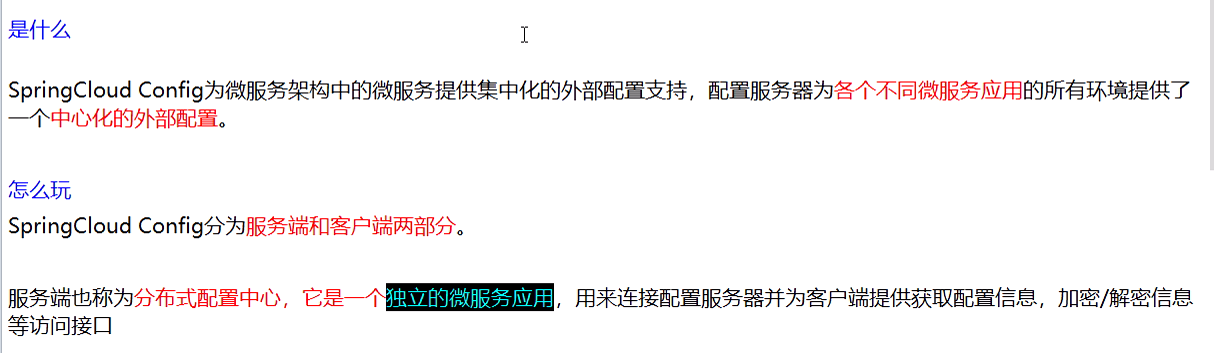 是什么
SpringCloud Config为微服务架构中的微服务提供集中化的外部配置支持，配置服务器为各个不同微服务应用的所有环境提供了
一个中心化的外部配置。
怎么玩
SpringCloud Config分为服务端和客户端两部分。
服务端也称为分布式配置中心，它是一个独立的微服务应用，用来连接配置服务器并为客户端提供获取配置信息，加密/解密信息
等访问接口